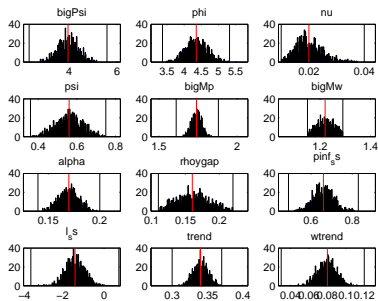 bigPsi phi nu
40 20 0 4 6
40 20 0 3.5 4 4.5 5 5.5
40 20 0 0.02 0.04
psi bigMp bigMw
40 20 0 0.4 0.6 0.8
40 20 0 1.5 2
40 20 0 1.2 1.4
alpha rhoygap pinf_s s
40 20 0 0.15 0.2
40 20 0 0.1 0.15 0.2
40 20 0 0.6 0.8
l_s s trend wtrend
40 20 0 −4 −2 0
40 20 0 0.3 0.35 0.4
40 20 0 0.04 0.06 0.08 0.1 0.12